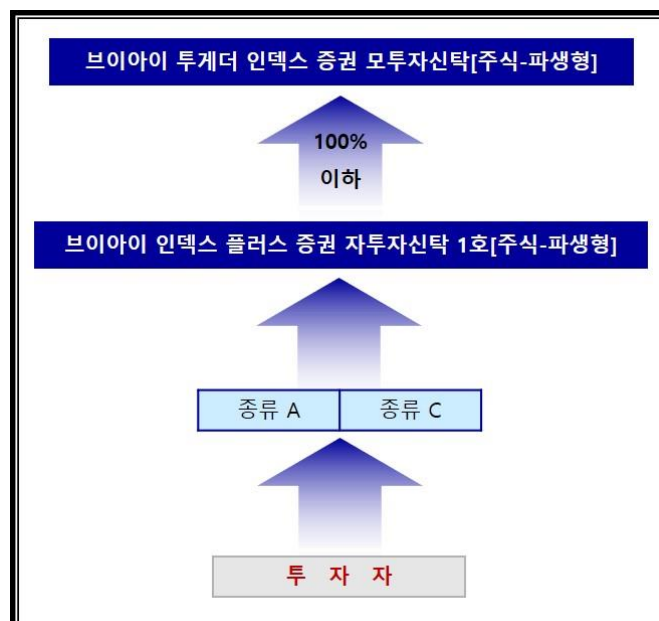 브이아이 투게더 인덱스 증권 모투자신탁[주식-파생형]
100%
이하
브이아이 인덱스 플러스 증권 자투자신탁 1호[주식-파생형]
종류 A 종류 C
투 자 자